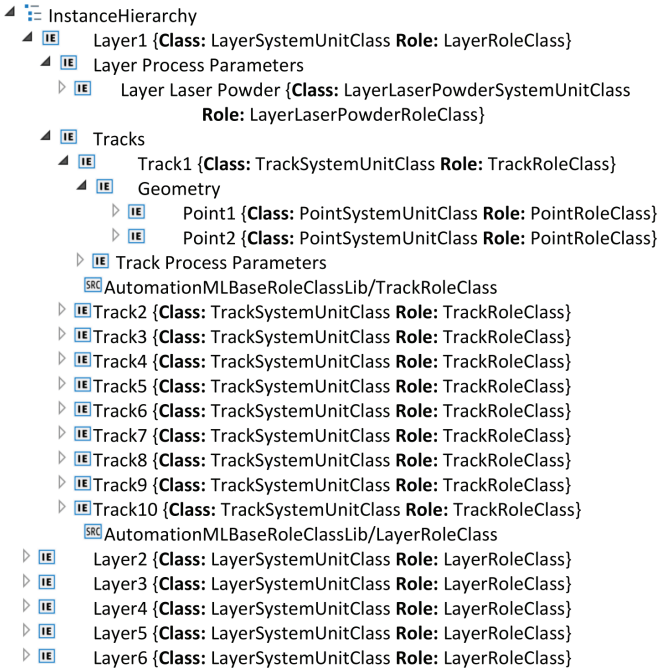 InstanceHierarchy
IE Layer1 {Class: LayerSystemUnitClass Role: LayerRoleClass}
IE Layer Process Parameters
IE Layer Laser Powder {Class: LayerLaserPowderSystemUnitClass
Role: LayerLaserPowderRoleClass}
IE Tracks
IE Track1 {Class: TrackSystemUnitClass Role: TrackRoleClass}
IE Geometry
IE Point1 {Class: PointSystemUnitClass Role: PointRoleClass}
IE Point2 {Class: PointSystemUnitClass Role: PointRoleClass}
IE Track Process Parameters
SRC AutomationMLBaseRoleClassLib/TrackRoleClass
IE Track2 {Class: TrackSystemUnitClass Role: TrackRoleClass}
IE Track3 {Class: TrackSystemUnitClass Role: TrackRoleClass}
IE Track4 {Class: TrackSystemUnitClass Role: TrackRoleClass}
IE Track5 {Class: TrackSystemUnitClass Role: TrackRoleClass}
IE Track6 {Class: TrackSystemUnitClass Role: TrackRoleClass}
IE Track7 {Class: TrackSystemUnitClass Role: TrackRoleClass}
IE Track8 {Class: TrackSystemUnitClass Role: TrackRoleClass}
IE Track9 {Class: TrackSystemUnitClass Role: TrackRoleClass}
IE Track10 {Class: TrackSystemUnitClass Role: TrackRoleClass}
SRC AutomationMLBaseRoleClassLib/LayerRoleClass
IE Layer2 {Class: LayerSystemUnitClass Role: LayerRoleClass}
IE Layer3 {Class: LayerSystemUnitClass Role: LayerRoleClass}
IE Layer4 {Class: LayerSystemUnitClass Role: LayerRoleClass}
IE Layer5 {Class: LayerSystemUnitClass Role: LayerRoleClass}
IE Layer6 {Class: LayerSystemUnitClass Role: LayerRoleClass}